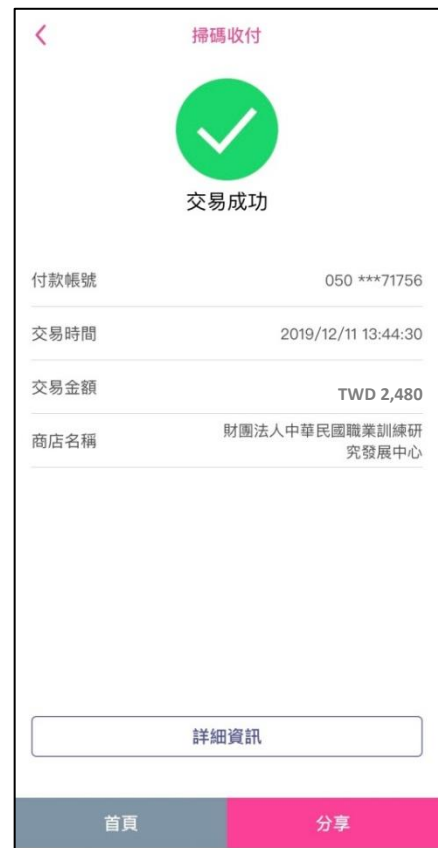 掃碼收付
交易成功
付款帳號 050 ***71756
交易時間 2019/12/11 13:44:30
交易金額 TWD 2,480
商店名稱 財團法人中華民國職業訓練研
究發展中心
詳細資訊
首頁 分享